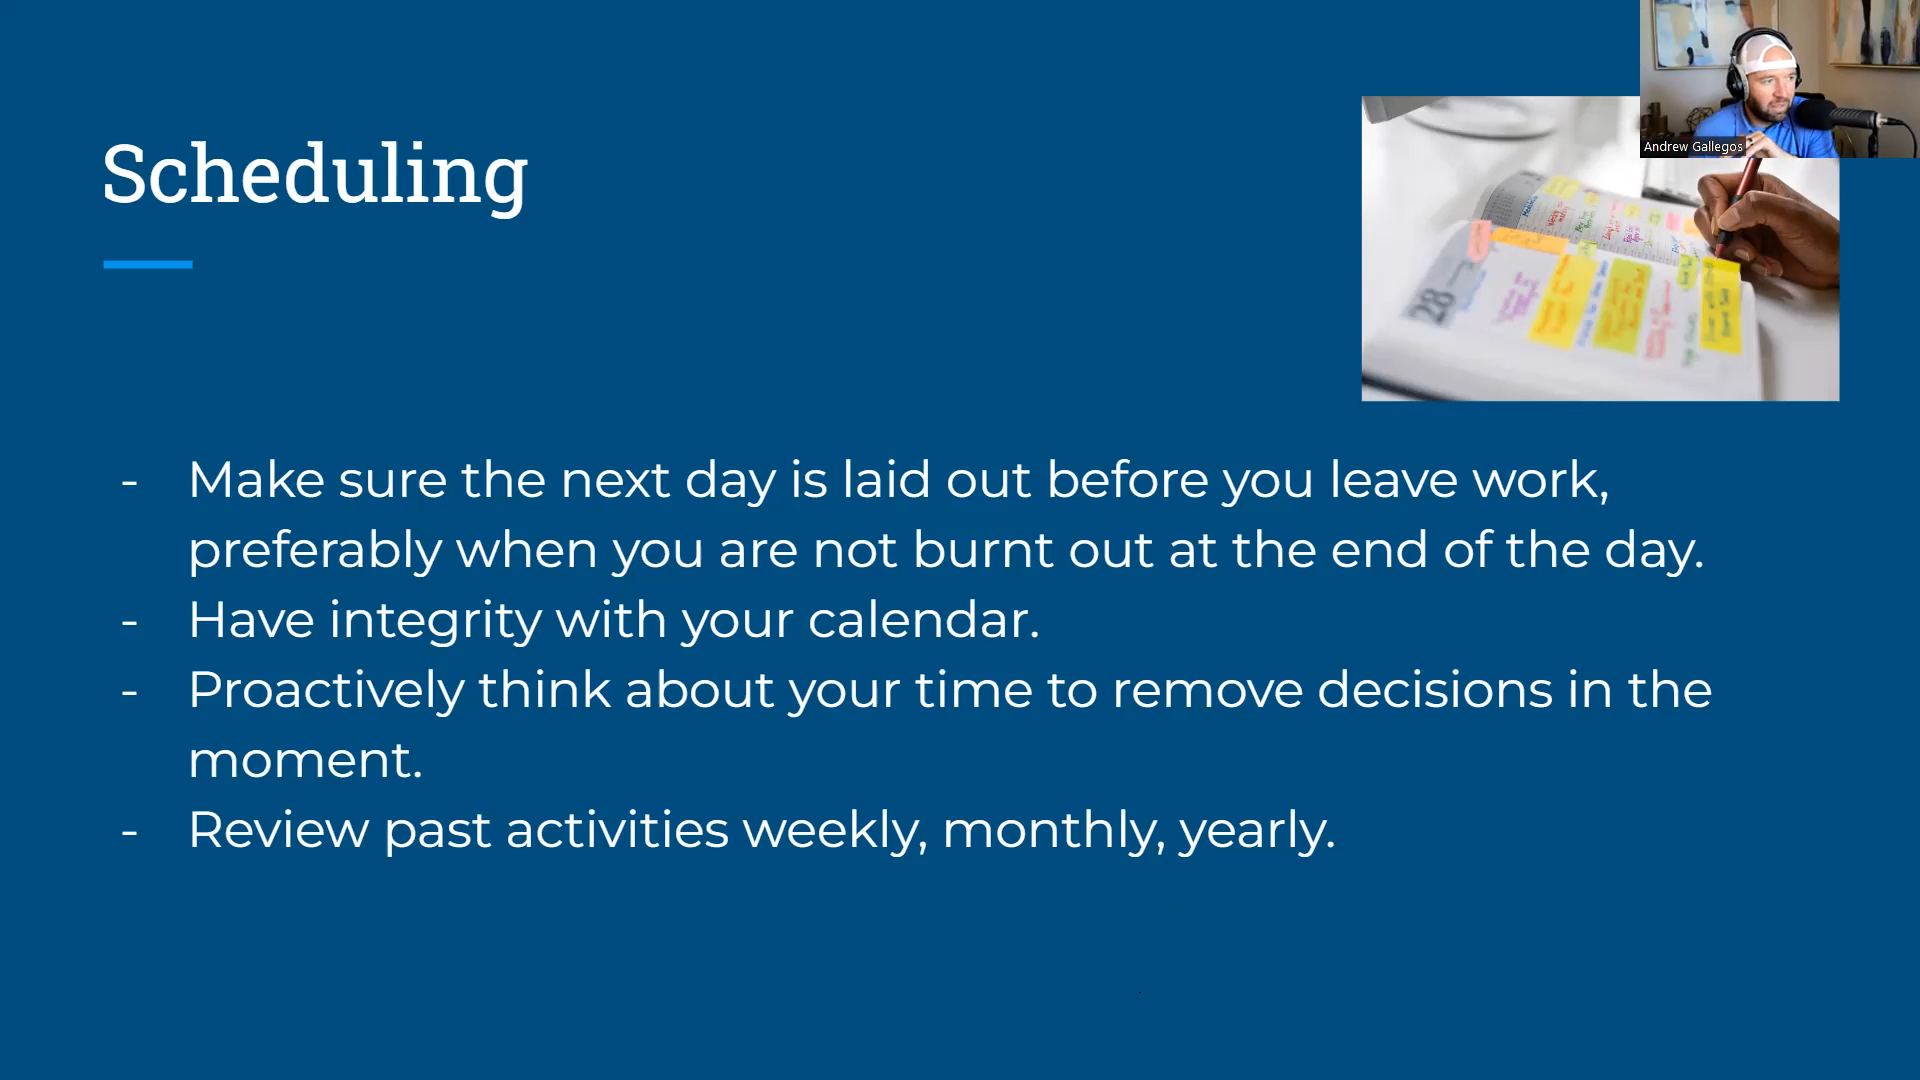 Scheduling
Andrew Gallegos
28
- Make sure the next day is laid out before you leave work,
preferably when you are not burnt out at the end of the day.
- Have integrity with your calendar.
- Proactively think about your time to remove decisions in the
moment.
- Review past activities weekly, monthly, yearly.